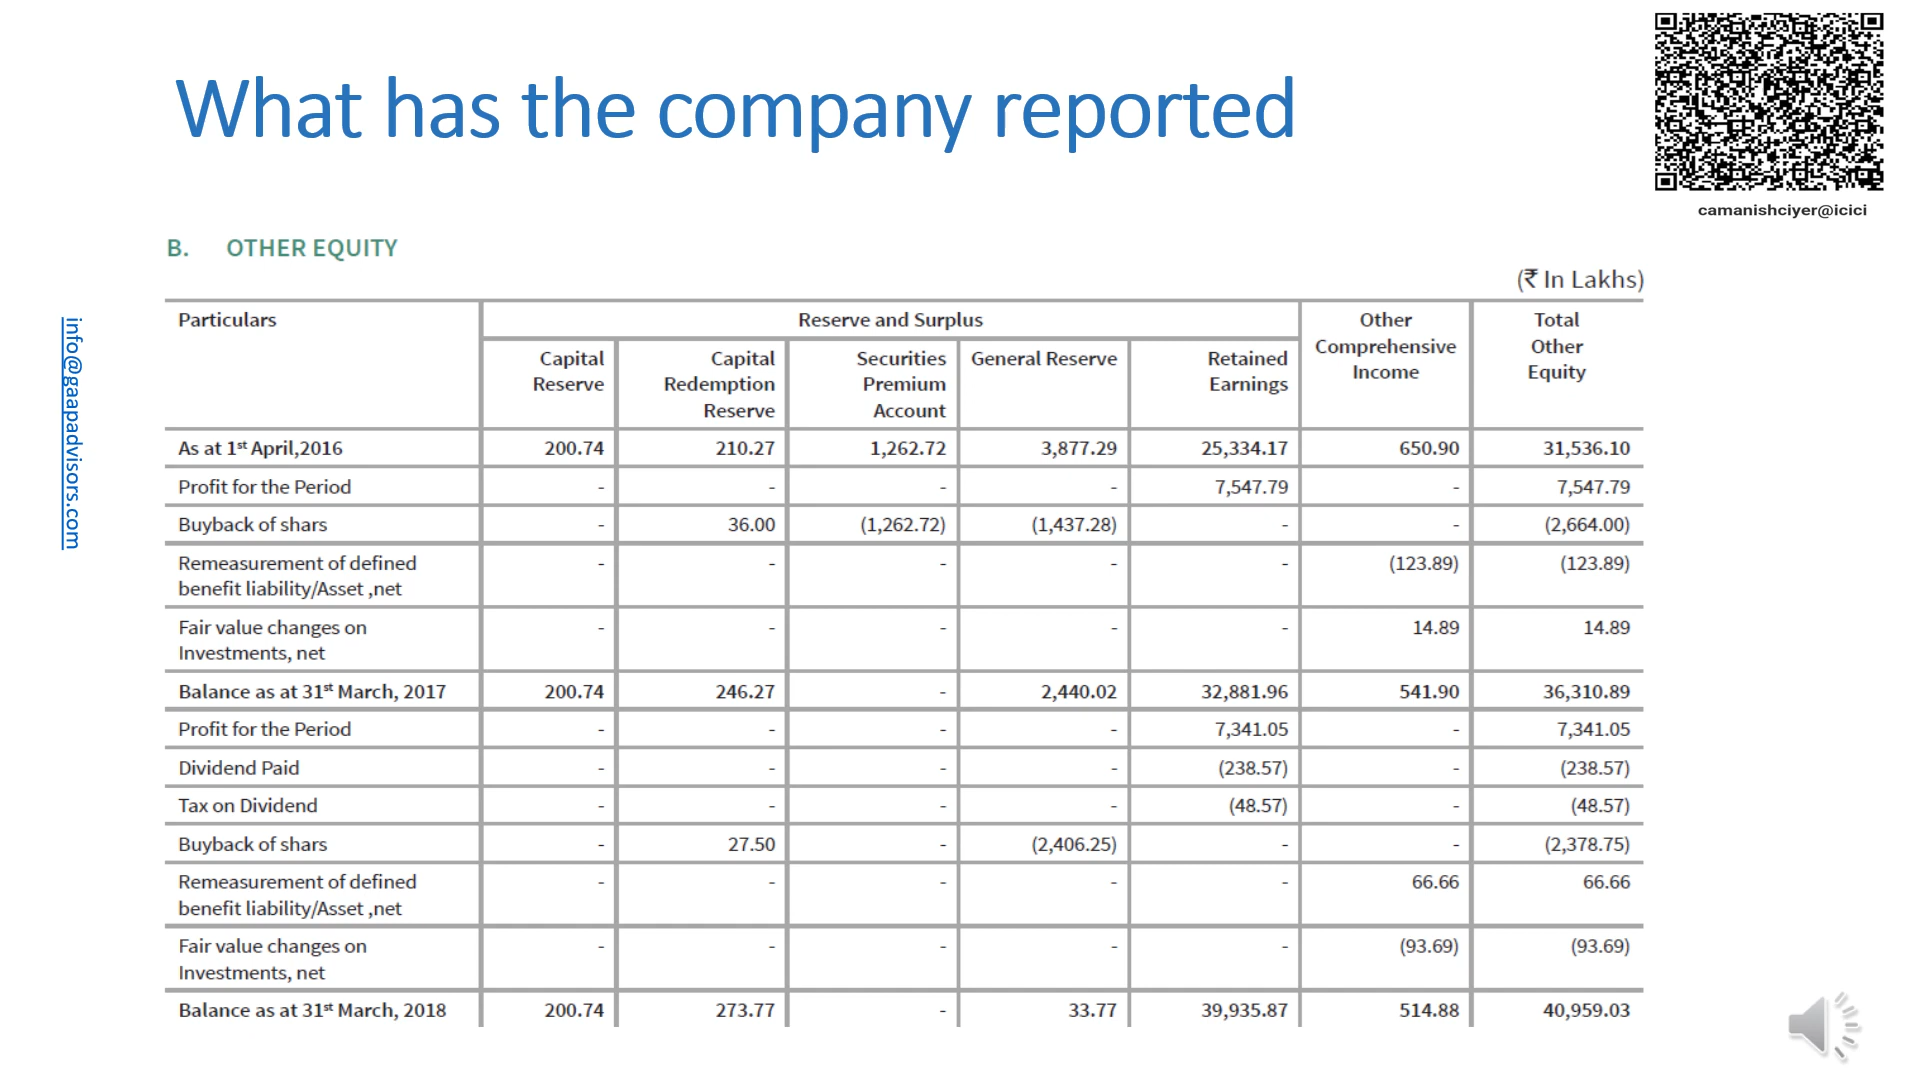 What has the company reported
camanishciyer@icici
info@gaapadvisors.com
B. OTHER EQUITY
(₹ In Lakhs)
Particulars Reserve and Surplus Other Comprehensive Income Total Other Equity
Capital Reserve Capital Redemption Reserve Securities Premium Account General Reserve Retained Earnings
As at 1st April,2016 200.74 210.27 1,262.72 3,877.29 25,334.17 650.90 31,536.10
Profit for the Period - - - - 7,547.79 - 7,547.79
Buyback of shars - 36.00 (1,262.72) (1,437.28) - - (2,664.00)
Remeasurement of defined
benefit liability/Asset ,net - - - - - (123.89) (123.89)
Fair value changes on
Investments, net - - - - - 14.89 14.89
Balance as at 31st March, 2017 200.74 246.27 - 2,440.02 32,881.96 541.90 36,310.89
Profit for the Period - - - - 7,341.05 - 7,341.05
Dividend Paid - - - - (238.57) - (238.57)
Tax on Dividend - - - - (48.57) - (48.57)
Buyback of shars - 27.50 - (2,406.25) - - (2,378.75)
Remeasurement of defined
benefit liability/Asset ,net - - - - - 66.66 66.66
Fair value changes on
Investments, net - - - - - (93.69) (93.69)
Balance as at 31st March, 2018 200.74 273.77 - 33.77 39,935.87 514.88 40,959.03